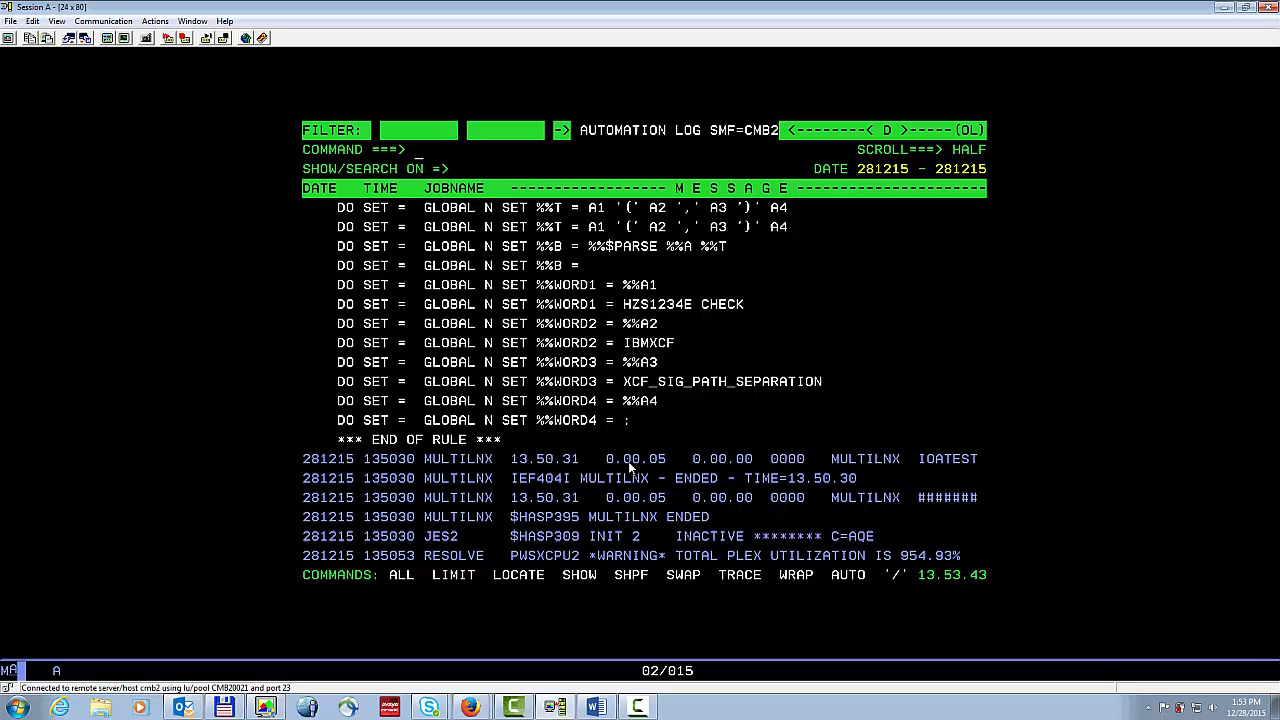 Session A - [24 x 80]
File Edit View Communication Actions Window Help
FILTER: -> AUTOMATION LOG SMF=CMB2 <--------< D >-----(OL)
COMMAND ===> _ SCROLL===> HALF
SHOW/SEARCH ON => DATE 281215 - 281215
DATE TIME JOBNAME ------------------ M E S S A G E ----------------------
DO SET = GLOBAL N SET %%T = A1 '(' A2 ',' A3 ')' A4
DO SET = GLOBAL N SET %%T = A1 '(' A2 ',' A3 ')' A4
DO SET = GLOBAL N SET %%B = %%$PARSE %%A %%T
DO SET = GLOBAL N SET %%B =
DO SET = GLOBAL N SET %%WORD1 = %%A1
DO SET = GLOBAL N SET %%WORD1 = HZS1234E CHECK
DO SET = GLOBAL N SET %%WORD2 = %%A2
DO SET = GLOBAL N SET %%WORD2 = IBMXCF
DO SET = GLOBAL N SET %%WORD3 = %%A3
DO SET = GLOBAL N SET %%WORD3 = XCF_SIG_PATH_SEPARATION
DO SET = GLOBAL N SET %%WORD4 = %%A4
DO SET = GLOBAL N SET %%WORD4 = :
*** END OF RULE ***
281215 135030 MULTILNX 13.50.31 0.00.05 0.00.00 0000 MULTILNX IOATEST
281215 135030 MULTILNX IEF404I MULTILNX - ENDED - TIME=13.50.30
281215 135030 MULTILNX 13.50.31 0.00.05 0.00.00 0000 MULTILNX #######
281215 135030 MULTILNX $HASP395 MULTILNX ENDED
281215 135030 JES2 $HASP309 INIT 2 INACTIVE ******** C=AQE
281215 135053 RESOLVE PWSXCPU2 *WARNING* TOTAL PLEX UTILIZATION IS 954.93%
COMMANDS: ALL LIMIT LOCATE SHOW SHPF SWAP TRACE WRAP AUTO '/' 13.53.43
MA A 02/015
Connected to remote server/host cmb2 using lu/pool CMB20021 and port 23
1:53 PM
12/28/2015